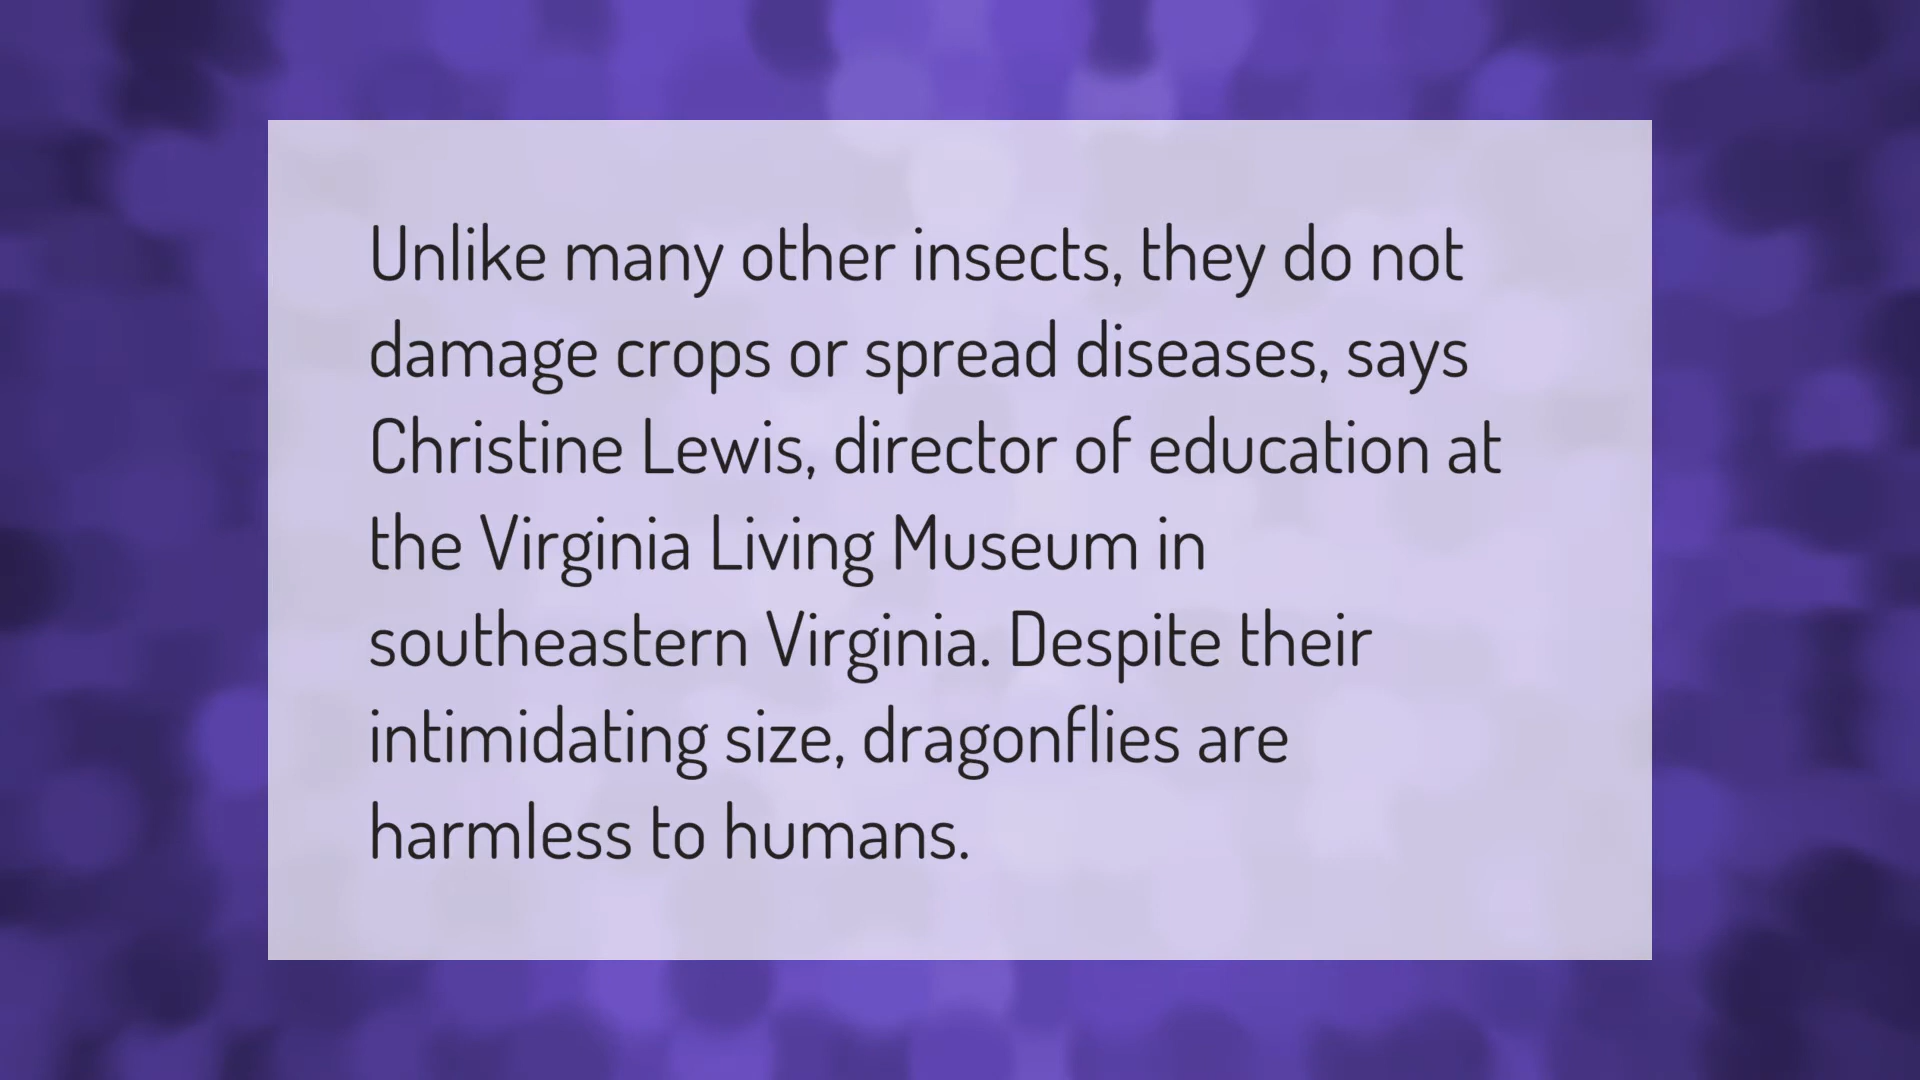 Unlike many other insects, they do not
damage crops or spread diseases, says
Christine Lewis, director of education at
the Virginia Living Museum in
southeastern Virginia. Despite their
intimidating size, dragonflies are
harmless to humans.